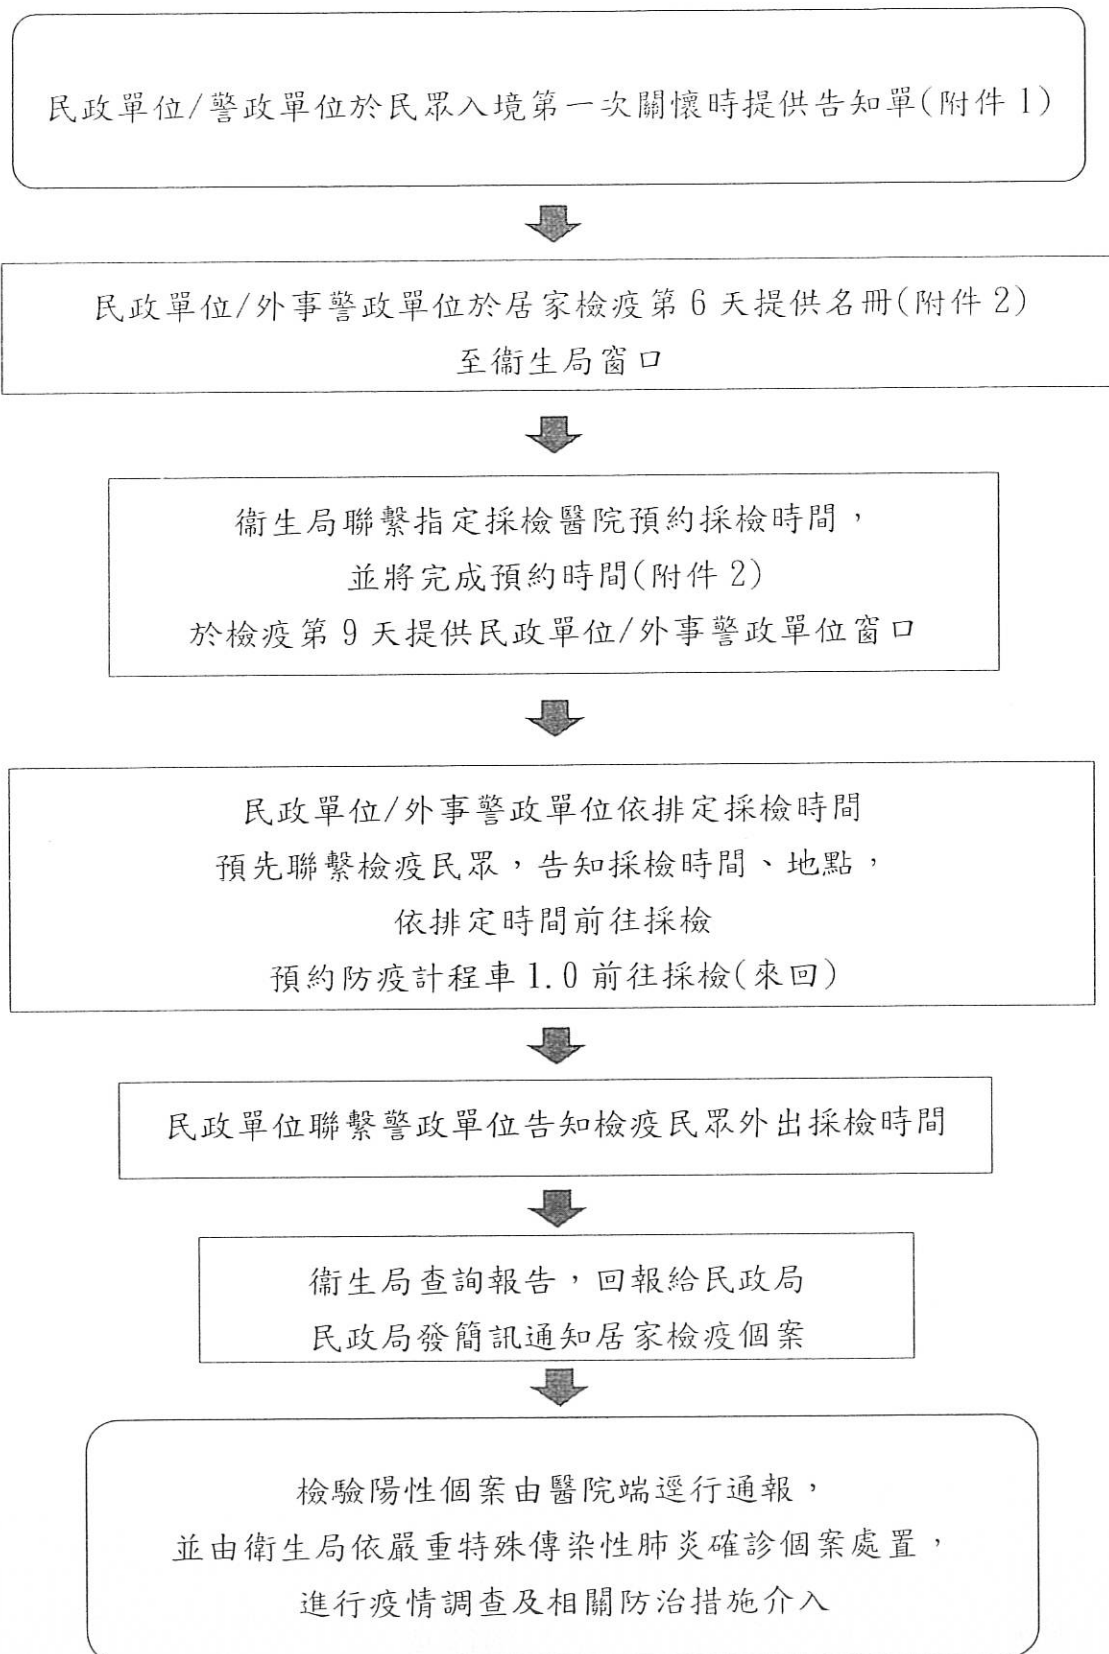 民政單位/警政單位於民眾入境第一次關懷時提供告知單(附件 1)
民政單位/外事警政單位於居家檢疫第 6 天提供名冊(附件 2)
至衛生局窗口
衛生局聯繫指定採檢醫院預約採檢時間，
並將完成預約時間(附件 2)
於檢疫第 9 天提供民政單位/外事警政單位窗口
民政單位/外事警政單位依排定採檢時間
預先聯繫檢疫民眾，告知採檢時間、地點，
依排定時間前往採檢
預約防疫計程車 1.0 前往採檢(來回)
民政單位聯繫警政單位告知檢疫民眾外出採檢時間
衛生局查詢報告，回報給民政局
民政局發簡訊通知居家檢疫個案
檢驗陽性個案由醫院端逕行通報，
並由衛生局依嚴重特殊傳染性肺炎確診個案處置，
進行疫情調查及相關防治措施介入